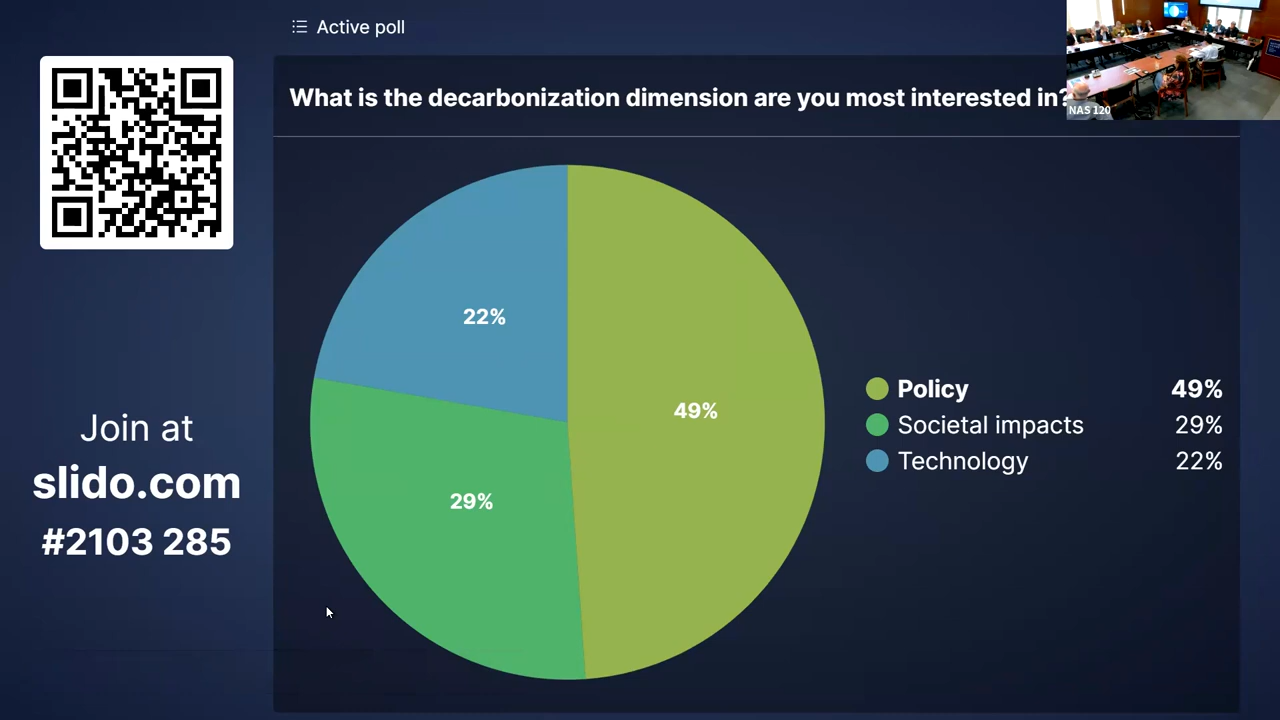 Active poll
What is the decarbonization dimension are you most interested in?
NAS 120
22%
49%
29%
Policy 49%
Societal impacts 29%
Technology 22%
Join at
slido.com
#2103 285